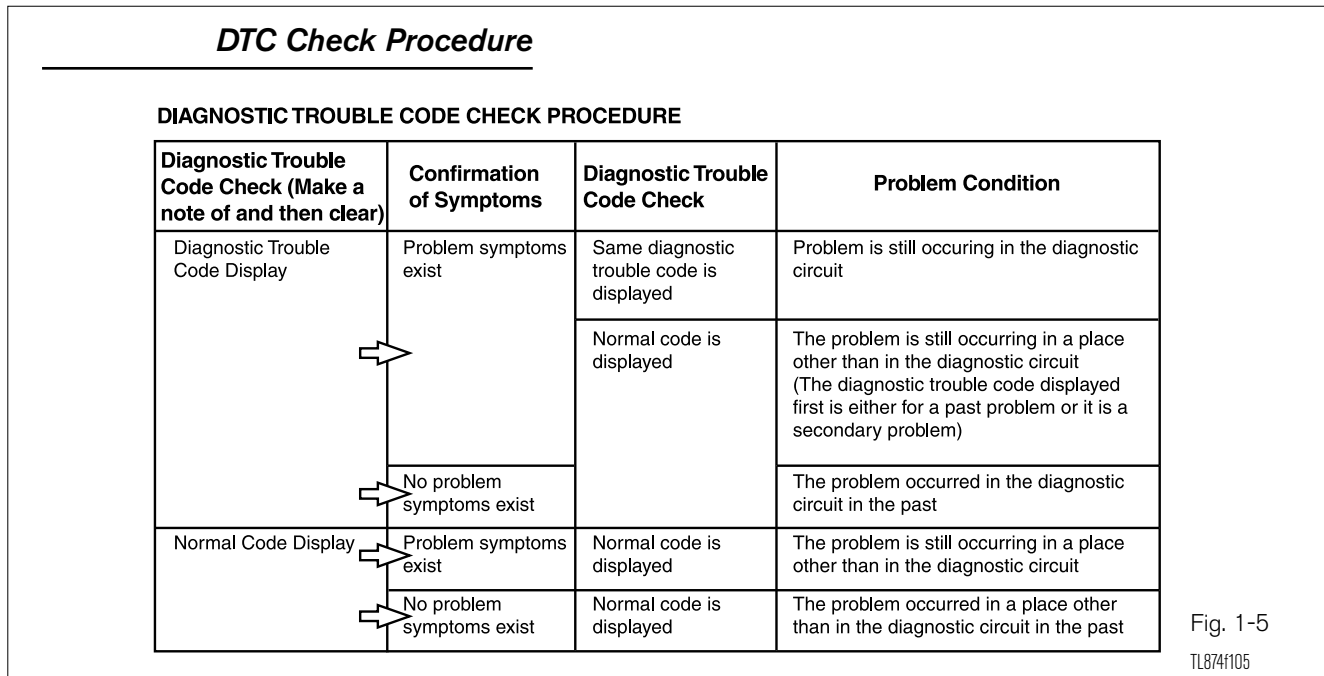 DTC Check Procedure
DIAGNOSTIC TROUBLE CODE CHECK PROCEDURE
Diagnostic Trouble
Code Check (Make a
note of and then clear)
Confirmation
of Symptoms
Diagnostic Trouble
Code Check
Problem Condition
Diagnostic Trouble
Code Display
Problem symptoms
exist
Same diagnostic
trouble code is
displayed
Problem is still occuring in the diagnostic
circuit
Normal code is
displayed
The problem is still occurring in a place
other than in the diagnostic circuit
(The diagnostic trouble code displayed
first is either for a past problem or it is a
secondary problem)
No problem
symptoms exist
The problem occurred in the diagnostic
circuit in the past
Normal Code Display
Problem symptoms
exist
Normal code is
displayed
The problem is still occurring in a place
other than in the diagnostic circuit
No problem
symptoms exist
Normal code is
displayed
The problem occurred in a place other
than in the diagnostic circuit in the past
Fig. 1-5
TL874f105